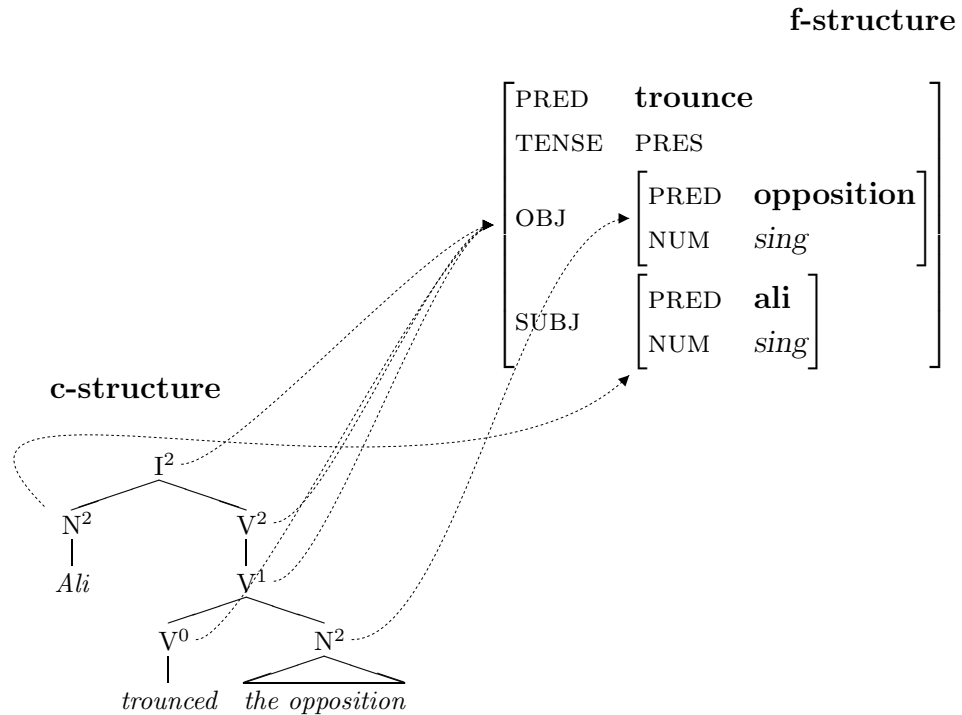 f-structure
PRED trounce
TENSE PRES
OBJ
PRED opposition
NUM sing
SUBJ
PRED ali
NUM sing
c-structure
I²
N² V²
Ali V¹
V⁰ N²
trounced the opposition